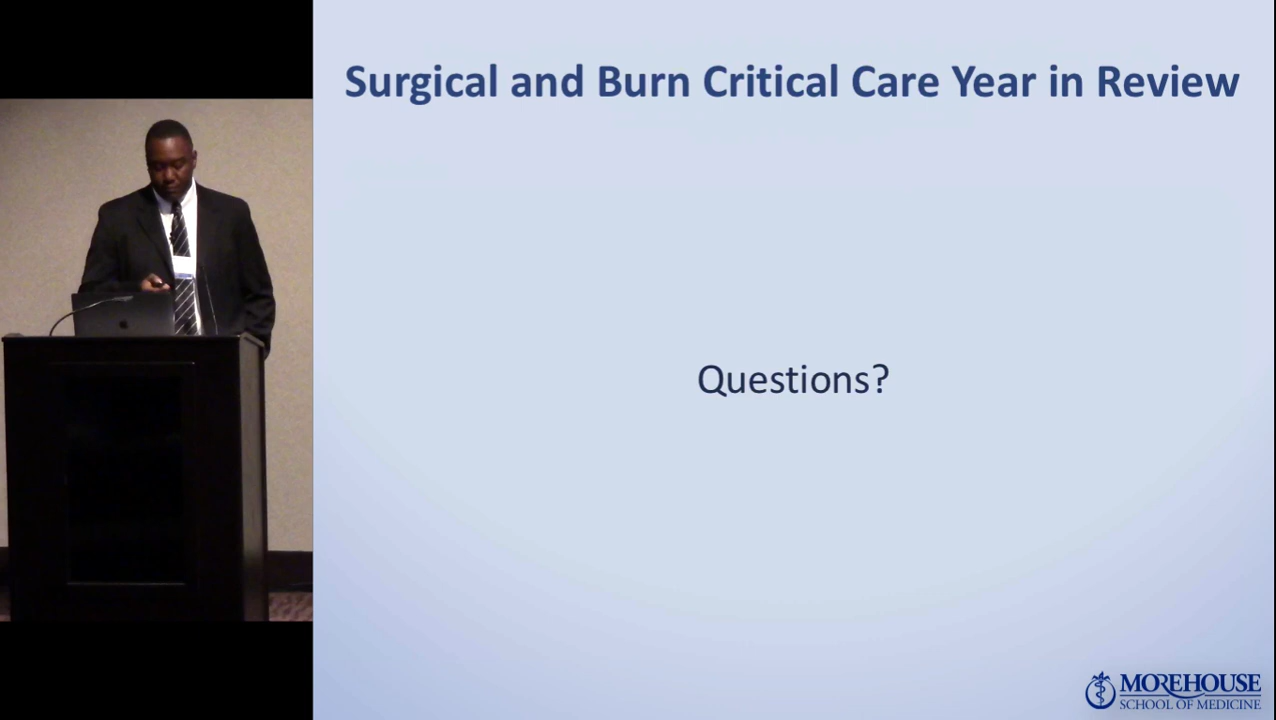 Surgical and Burn Critical Care Year in Review
Questions?
MOREHOUSE
SCHOOL OF MEDICINE